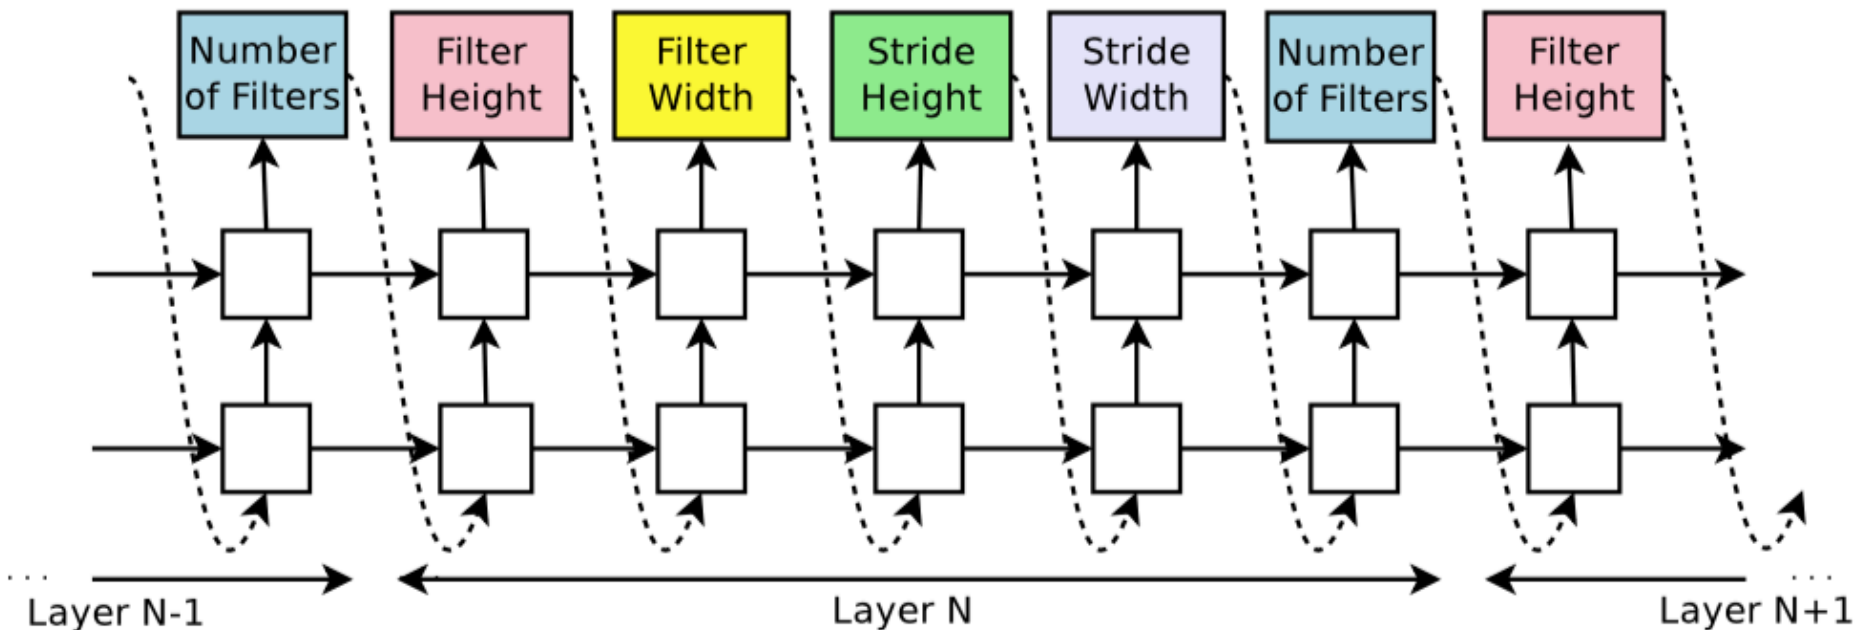 Number
of Filters
Filter
Height
Filter
Width
Stride
Height
Stride
Width
Number
of Filters
Filter
Height
...
Layer N-1
Layer N
...
Layer N+1